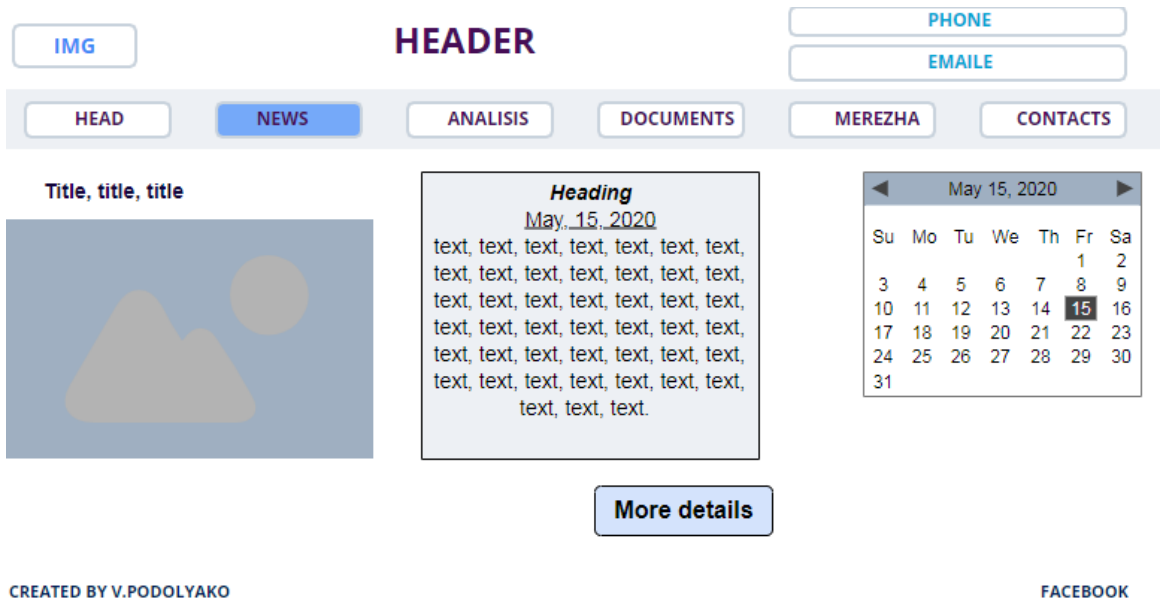 IMG
HEADER
PHONE
EMAILE
HEAD NEWS ANALISIS DOCUMENTS MEREZHA CONTACTS
Title, title, title
Heading
May, 15, 2020
text, text, text, text, text, text, text,
text, text, text, text, text, text, text,
text, text, text, text, text, text, text,
text, text, text, text, text, text, text,
text, text, text, text, text, text, text,
text, text, text, text, text, text, text,
text, text, text.
More details
May 15, 2020
Su Mo Tu We Th Fr Sa
1 2
3 4 5 6 7 8 9
10 11 12 13 14 15 16
17 18 19 20 21 22 23
24 25 26 27 28 29 30
31
CREATED BY V.PODOLYAKO
FACEBOOK